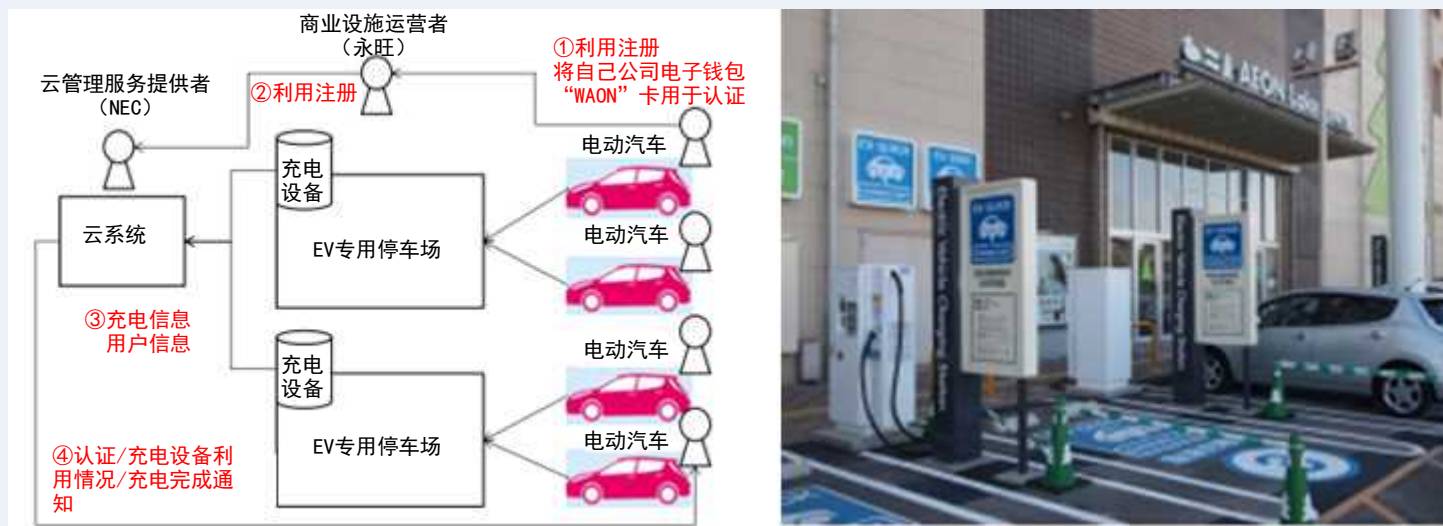 商业设施运营者
（永旺）
①利用注册
将自己公司电子钱包
“WAON”卡用于认证
云管理服务提供者
（NEC）
②利用注册
充电
设备
电动汽车
云系统
EV专用停车场
电动汽车
③充电信息
用户信息
充电
设备
电动汽车
EV专用停车场
电动汽车
④认证/充电设备利
用情况/充电完成通
知
AEON
Electric Vehicle Charging Station